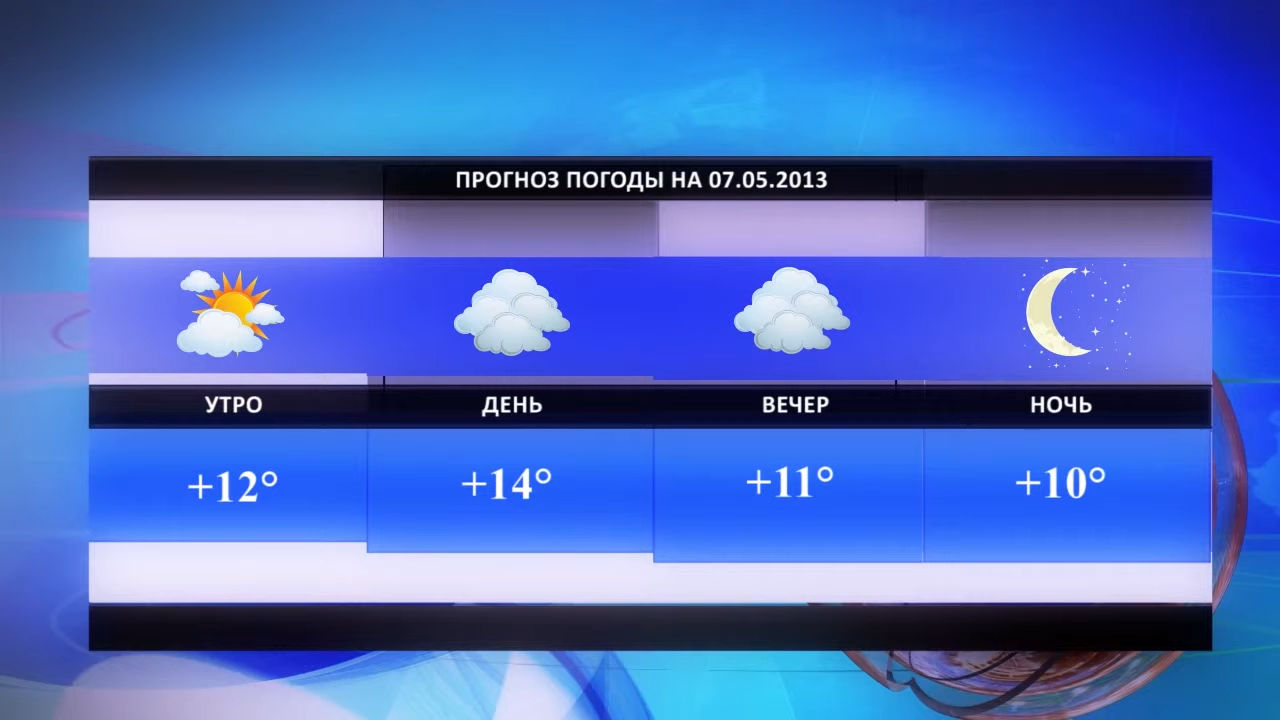 ПРОГНОЗ ПОГОДЫ НА 07.05.2013
УТРО ДЕНЬ ВЕЧЕР НОЧЬ
+12° +14° +11° +10°